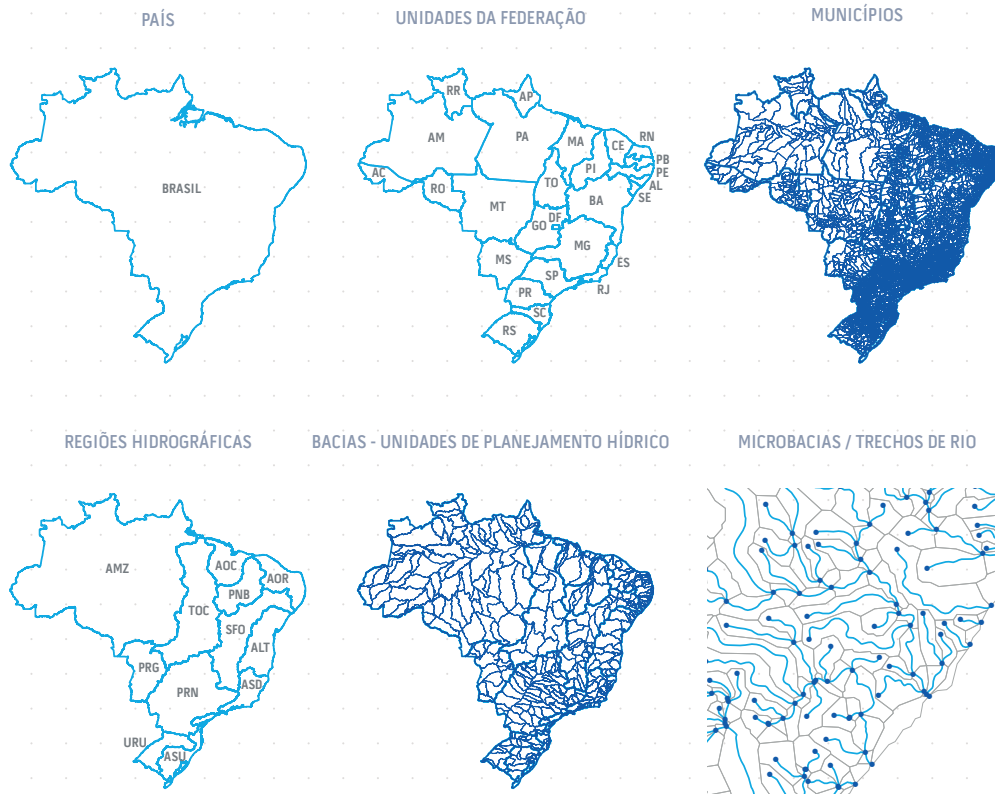 PAÍS
UNIDADES DA FEDERAÇÃO
MUNICÍPIOS
BRASIL
RR
AP
AM
PA
MA
CE
RN
PB
PE
AL
SE
PI
AC
RO
TO
MT
BA
DF
GO
MG
MS
ES
SP
RJ
PR
SC
RS
REGIÕES HIDROGRÁFICAS
BACIAS - UNIDADES DE PLANEJAMENTO HÍDRICO
MICROBACIAS / TRECHOS DE RIO
AMZ
AOC
AOR
PNB
TOC
SFO
ALT
PRG
PRN
ASD
URU
ASU